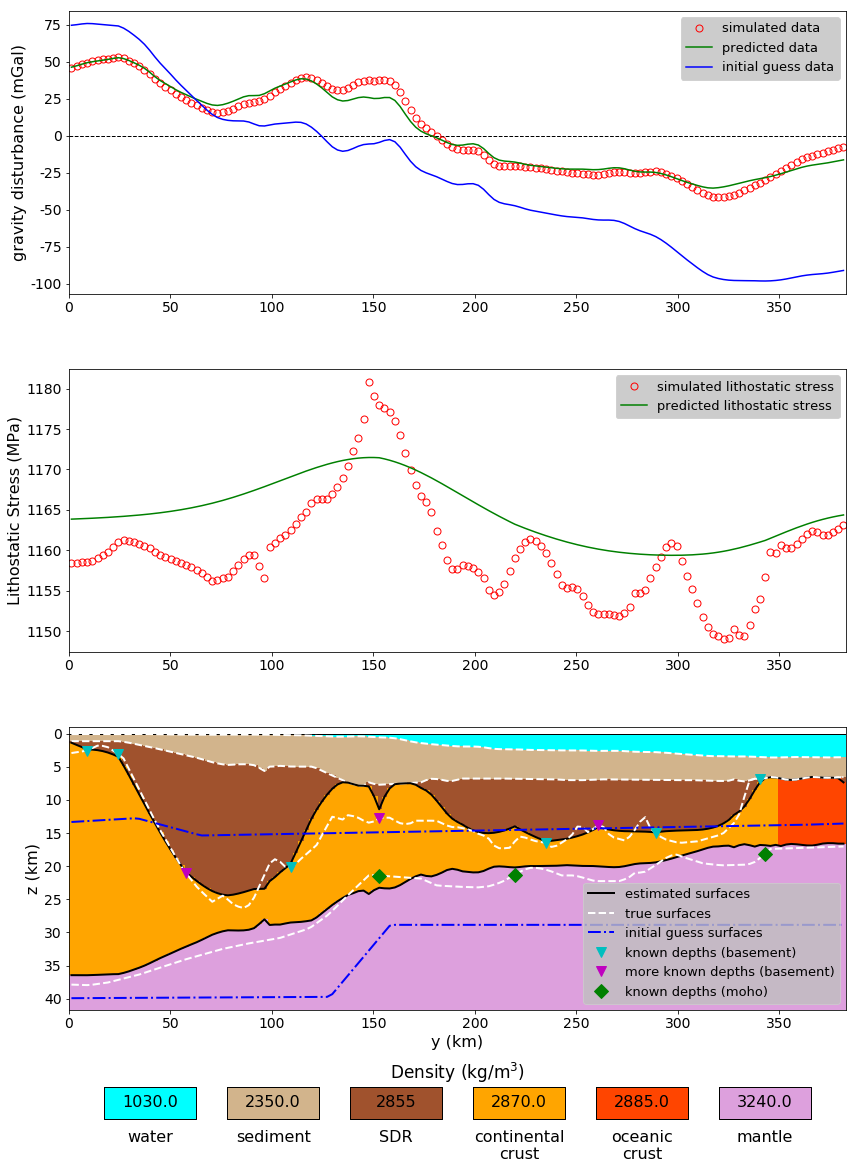 75
50
25
0
-25
-50
-75
-100
gravity disturbance (mGal)
simulated data
predicted data
initial guess data
0 50 100 150 200 250 300 350
1180
1175
1170
1165
1160
1155
1150
Lithostatic Stress (MPa)
simulated lithostatic stress
predicted lithostatic stress
0 50 100 150 200 250 300 350
0
5
10
15
20
25
30
35
40
z (km)
estimated surfaces
true surfaces
initial guess surfaces
known depths (basement)
more known depths (basement)
known depths (moho)
0 50 100 150 200 250 300 350
y (km)
Density (kg/m³)
1030.0 2350.0 2855 2870.0 2885.0 3240.0
water sediment SDR continental oceanic mantle
crust crust